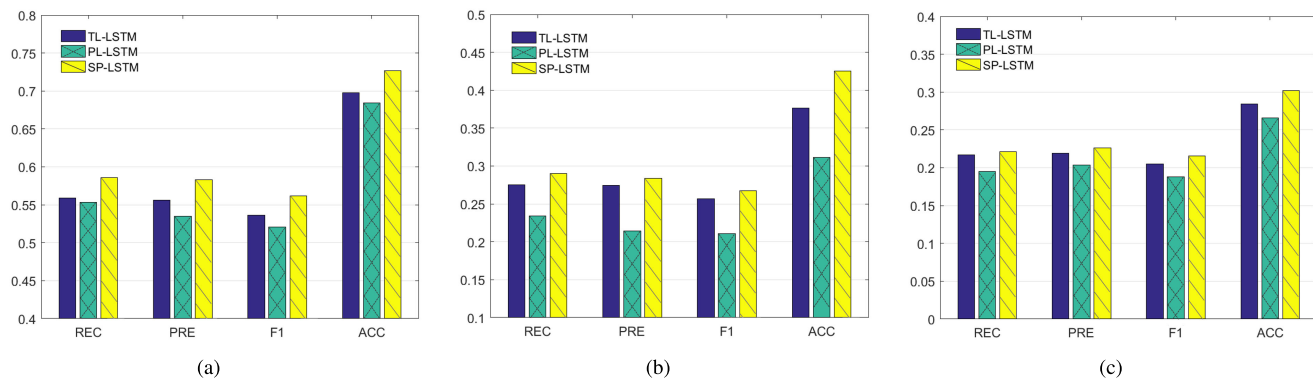 0.8
0.75
0.7
0.65
0.6
0.55
0.5
0.45
0.4
TL-LSTM
PL-LSTM
SP-LSTM
REC PRE F1 ACC
(a)
0.5
0.45
0.4
0.35
0.3
0.25
0.2
0.15
0.1
TL-LSTM
PL-LSTM
SP-LSTM
REC PRE F1 ACC
(b)
0.4
0.35
0.3
0.25
0.2
0.15
0.1
0.05
0
TL-LSTM
PL-LSTM
SP-LSTM
REC PRE F1 ACC
(c)